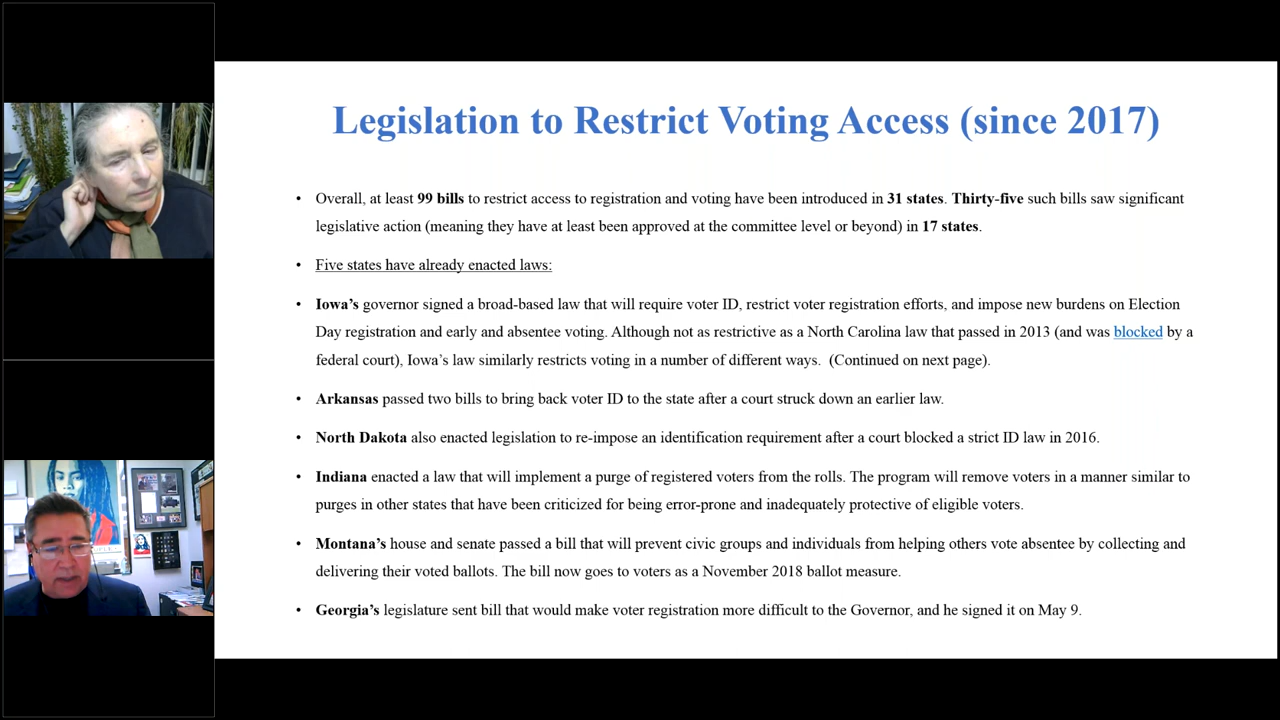 Legislation to Restrict Voting Access (since 2017)
• Overall, at least 99 bills to restrict access to registration and voting have been introduced in 31 states. Thirty-five such bills saw significant
legislative action (meaning they have at least been approved at the committee level or beyond) in 17 states.
• Five states have already enacted laws:
• Iowa’s governor signed a broad-based law that will require voter ID, restrict voter registration efforts, and impose new burdens on Election
Day registration and early and absentee voting. Although not as restrictive as a North Carolina law that passed in 2013 (and was blocked by a
federal court), Iowa’s law similarly restricts voting in a number of different ways.  (Continued on next page).
• Arkansas passed two bills to bring back voter ID to the state after a court struck down an earlier law.
• North Dakota also enacted legislation to re-impose an identification requirement after a court blocked a strict ID law in 2016.
• Indiana enacted a law that will implement a purge of registered voters from the rolls. The program will remove voters in a manner similar to
purges in other states that have been criticized for being error-prone and inadequately protective of eligible voters.
• Montana’s house and senate passed a bill that will prevent civic groups and individuals from helping others vote absentee by collecting and
delivering their voted ballots. The bill now goes to voters as a November 2018 ballot measure.
• Georgia’s legislature sent bill that would make voter registration more difficult to the Governor, and he signed it on May 9.